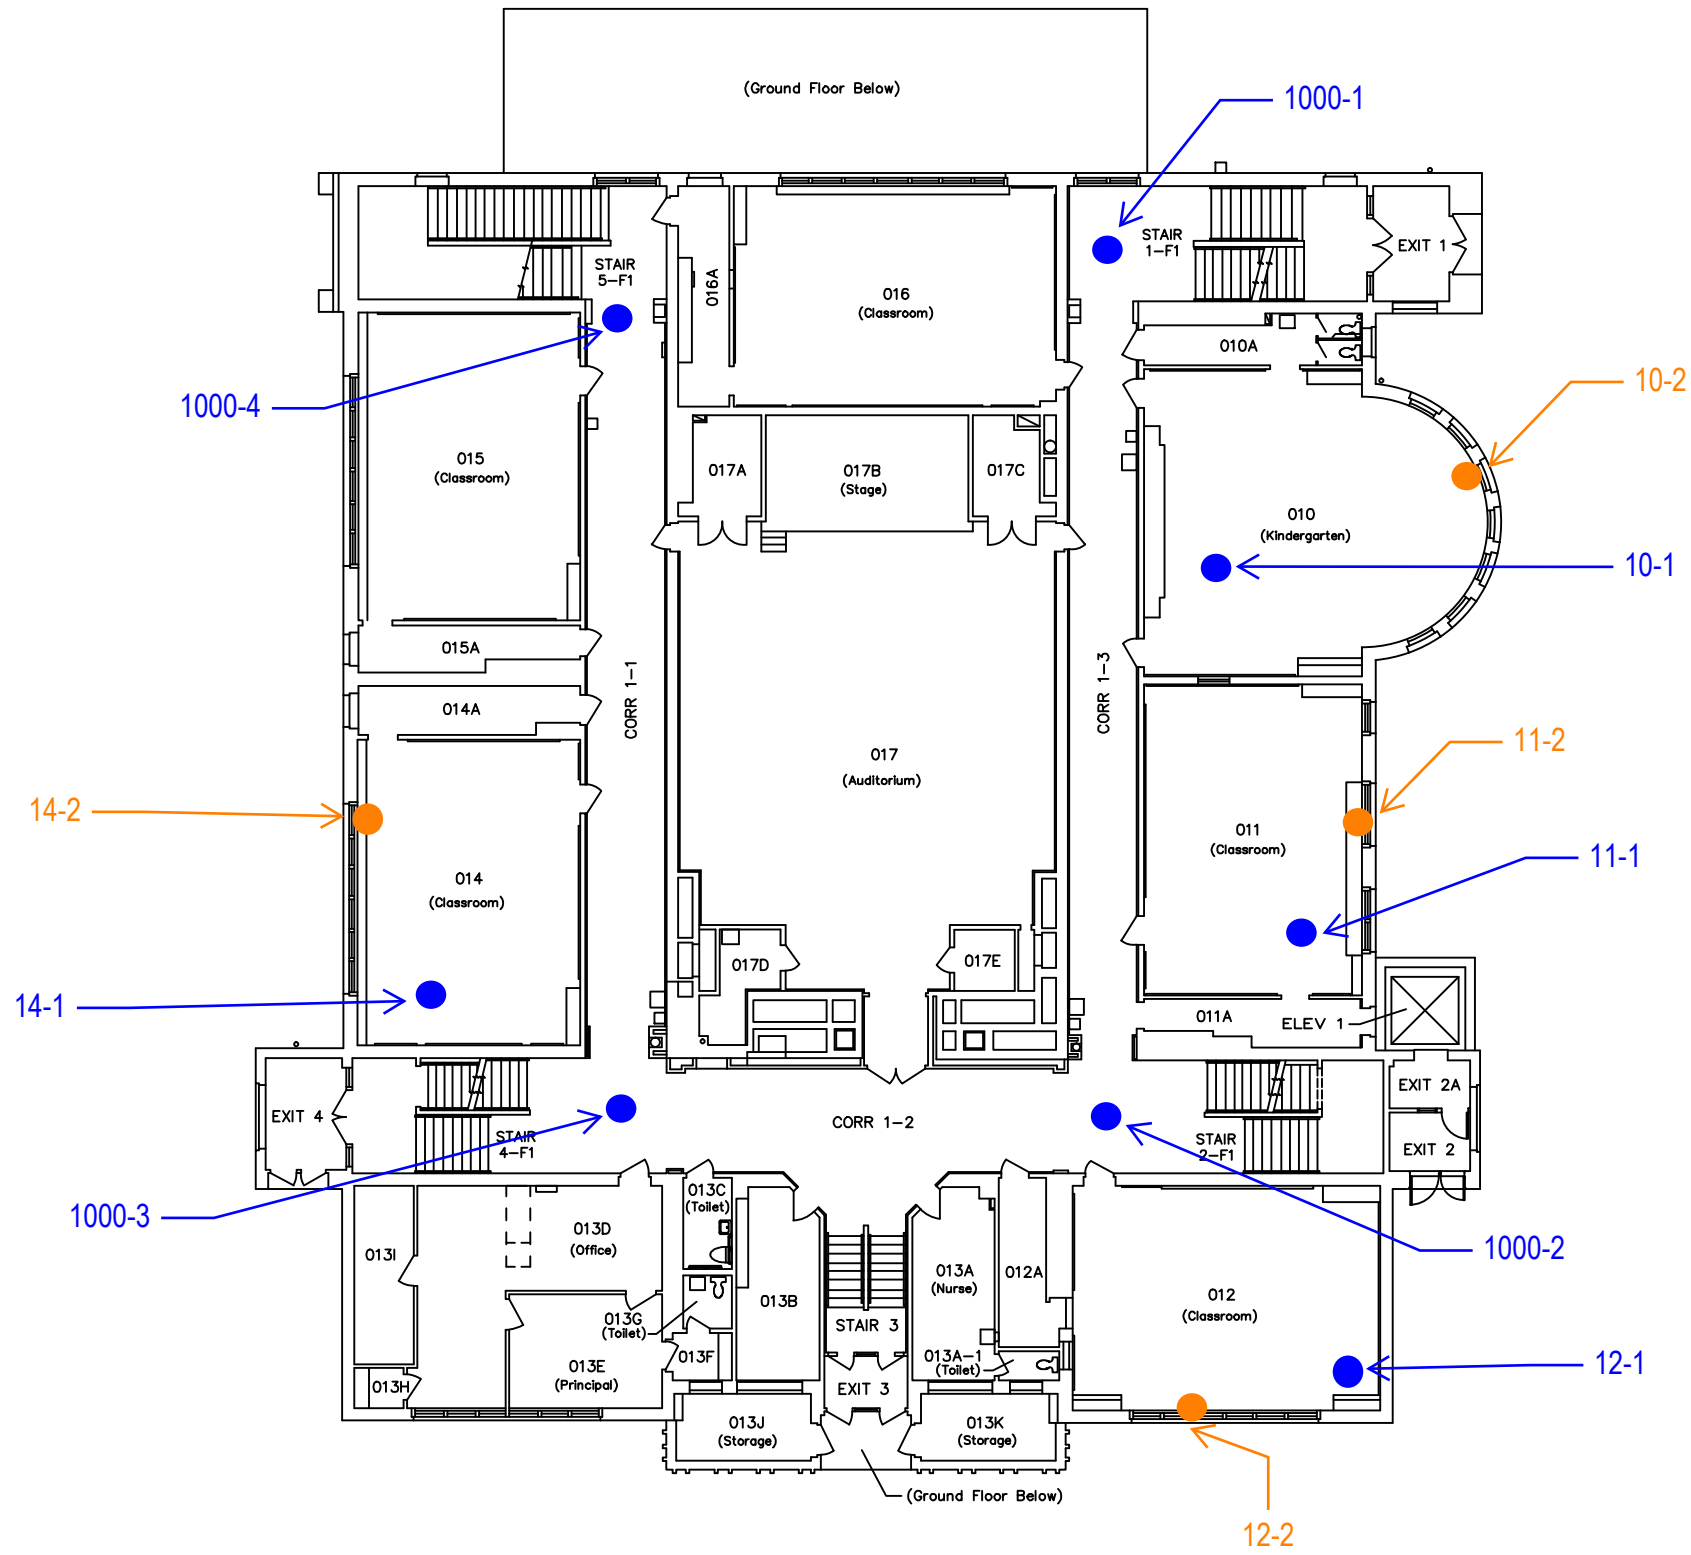 (Ground Floor Below)
1000-1
STAIR
1-F1
EXIT 1
STAIR
5-F1
016A
016
(Classroom)
010A
1000-4
10-2
015
(Classroom)
017A
017B
(Stage)
017C
010
(Kindergarten)
10-1
015A
CORR 1-1
CORR 1-3
014A
11-2
017
(Auditorium)
14-2
011
(Classroom)
11-1
014
(Classroom)
017D
017E
14-1
011A
ELEV 1
EXIT 2A
EXIT 4
CORR 1-2
STAIR
4-F1
STAIR
2-F1
EXIT 2
1000-3
013C
(Toilet)
013D
(Office)
013I
1000-2
013A
(Nurse)
012A
013B
012
(Classroom)
013G
(Toilet)
STAIR 3
013F
013E
(Principal)
013A-1
(Toilet)
12-1
013H
EXIT 3
013J
(Storage)
013K
(Storage)
(Ground Floor Below)
12-2